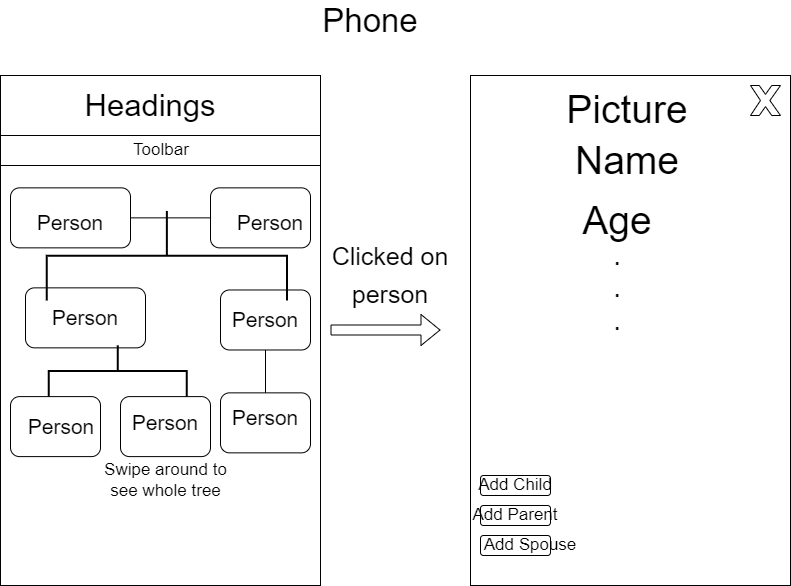 Phone
Headings
Toolbar
Person
Person
Person
Person
Person
Person
Person
Swipe around to
see whole tree
Clicked on
person
X
Picture
Name
Age
.
.
.
Add Child
Add Parent
Add Spouse